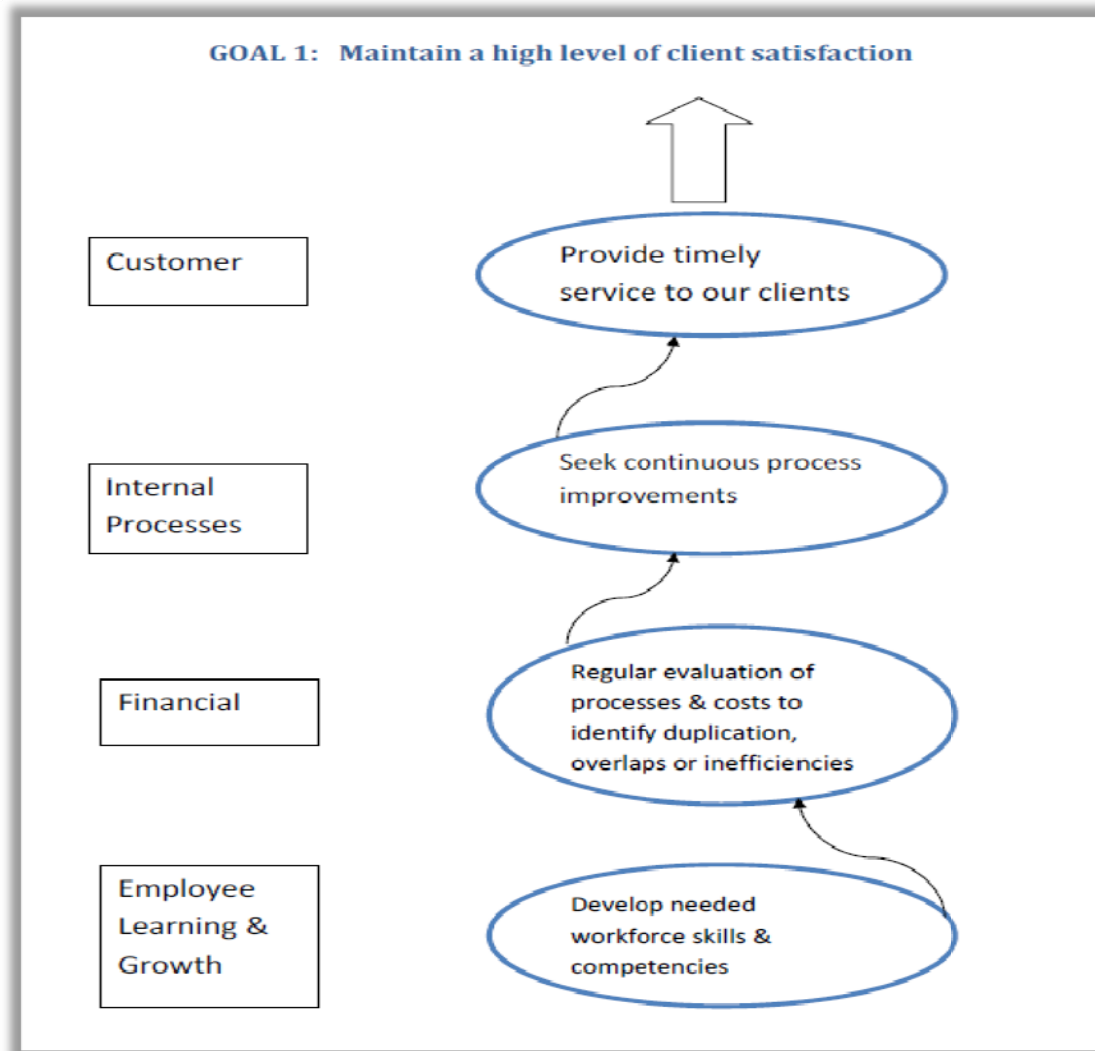 GOAL 1: Maintain a high level of client satisfaction
Customer
Provide timely
service to our clients
Internal
Processes
Seek continuous process
improvements
Financial
Regular evaluation of
processes & costs to
identify duplication,
overlaps or inefficiencies
Employee
Learning &
Growth
Develop needed
workforce skills &
competencies